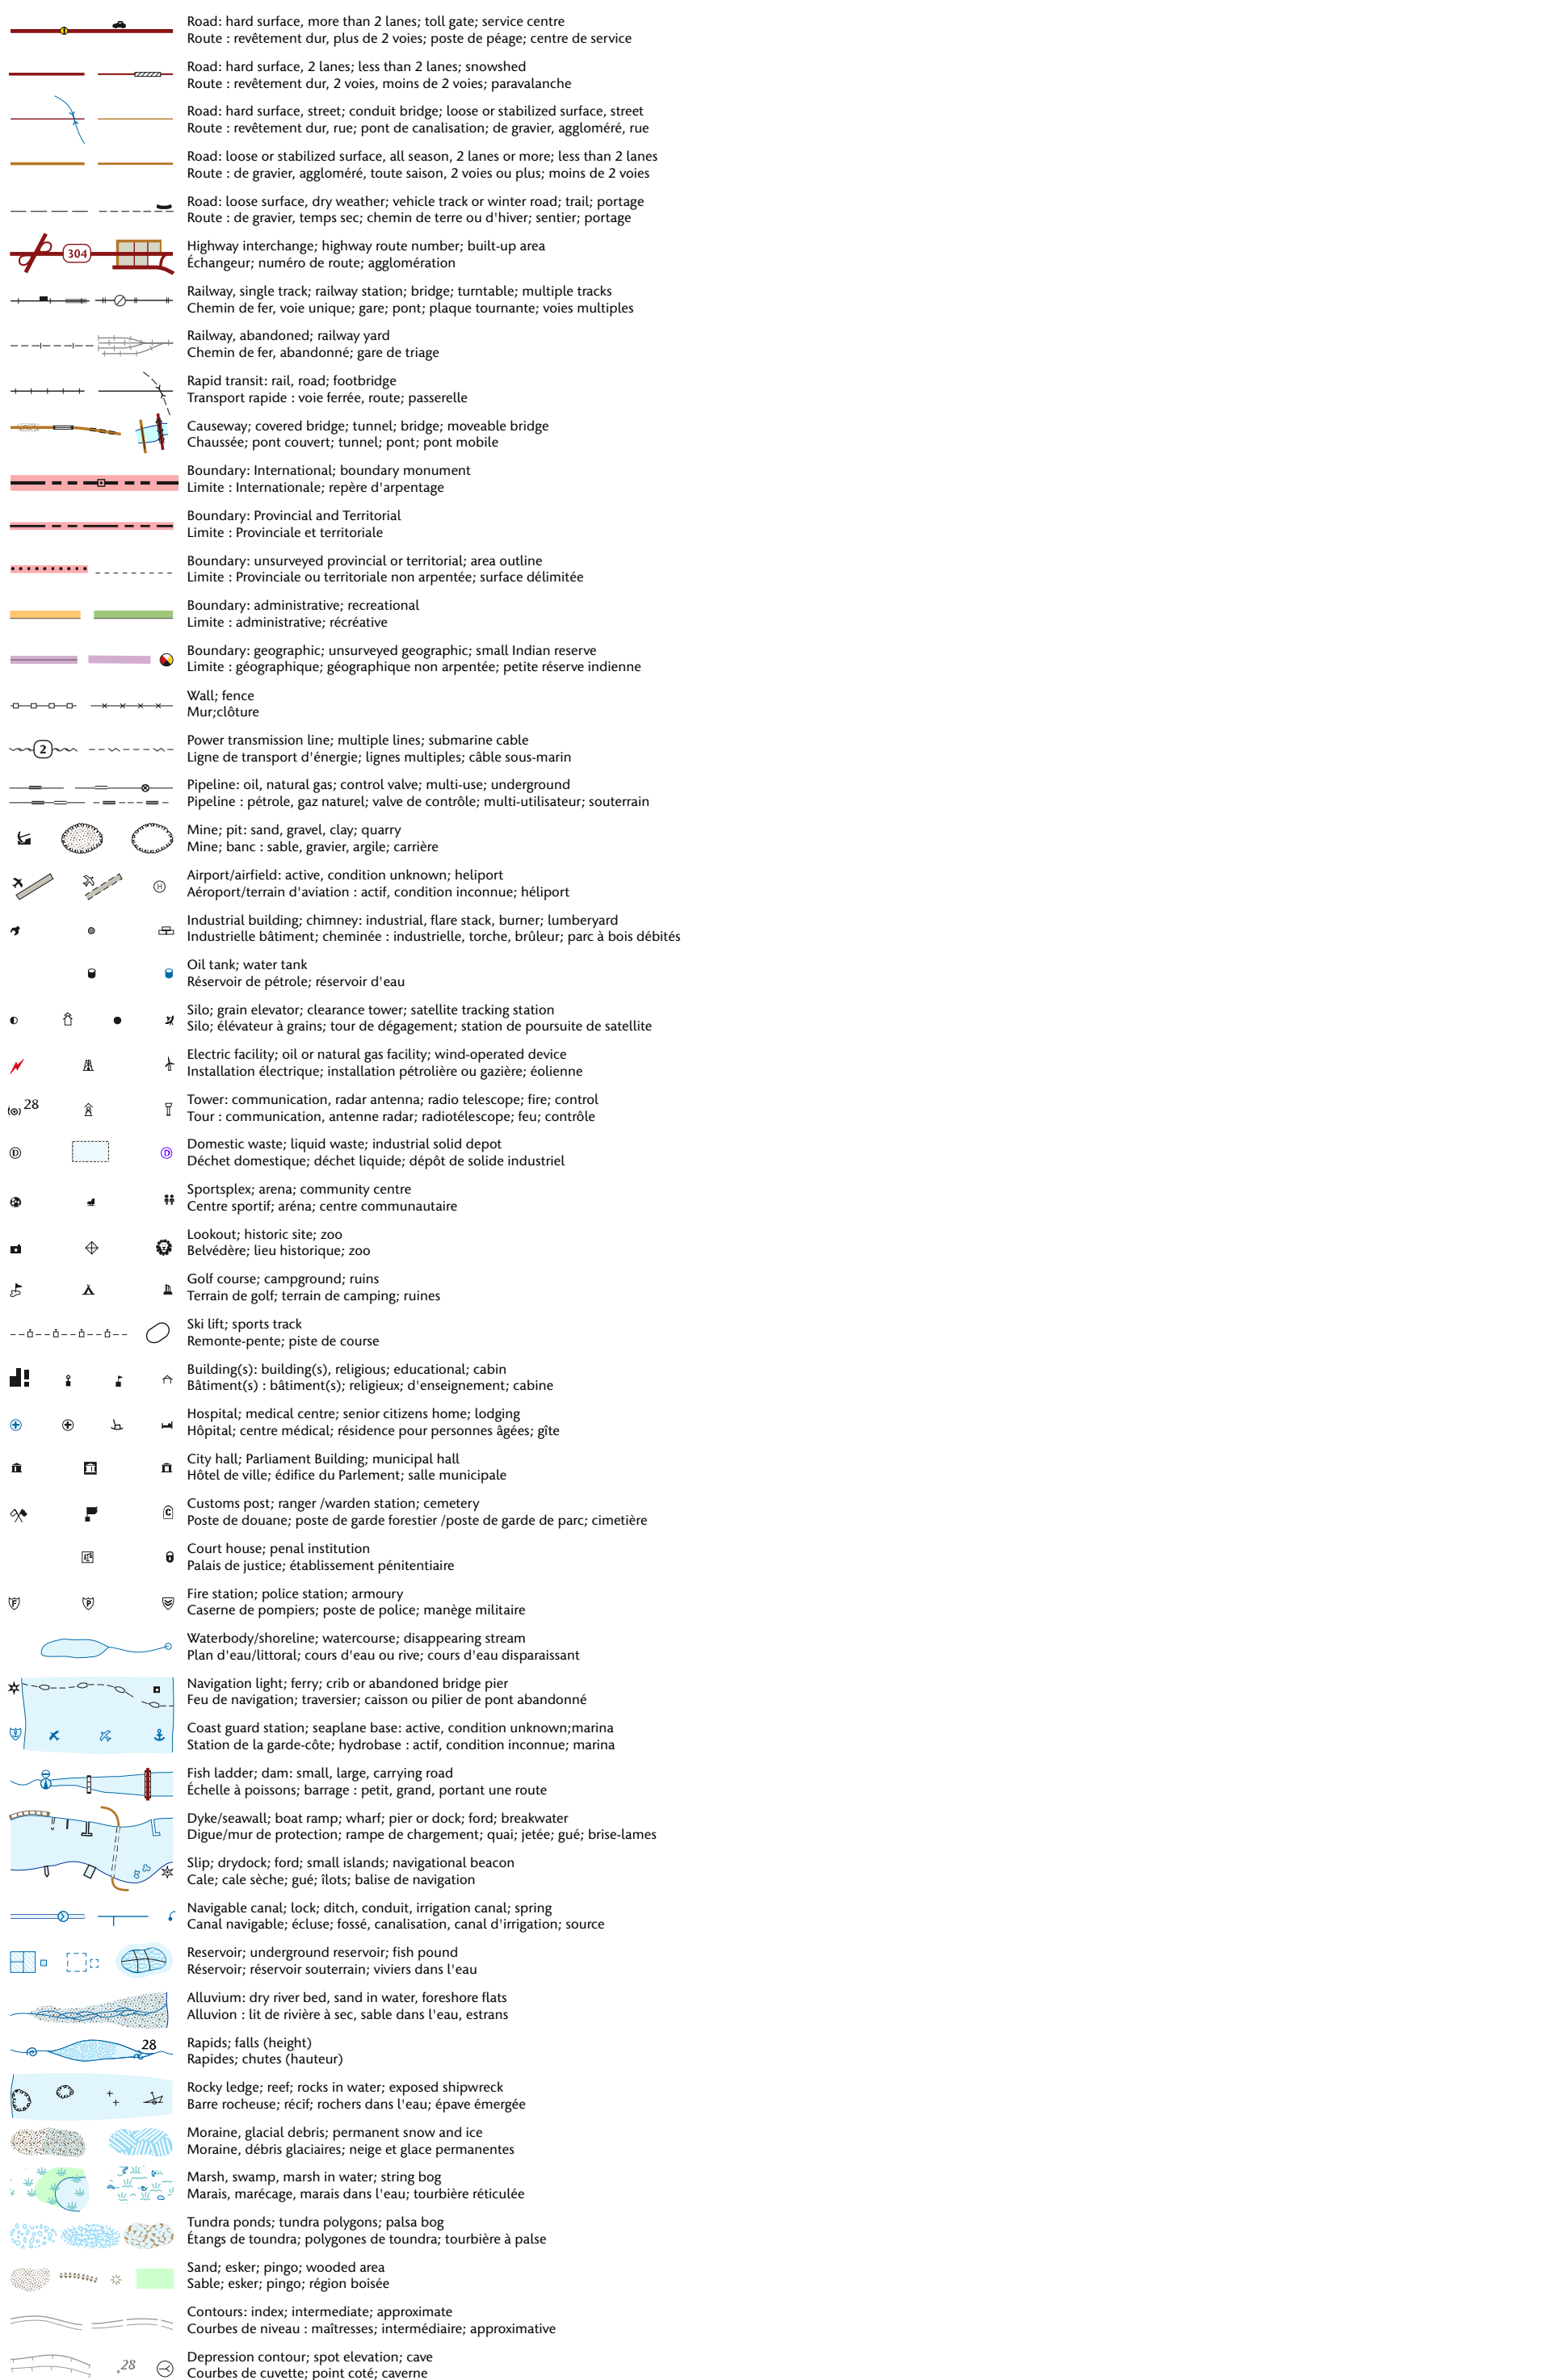 Road: hard surface, more than 2 lanes; toll gate; service centre
Route : revêtement dur, plus de 2 voies; poste de péage; centre de service
Road: hard surface, 2 lanes; less than 2 lanes; snowshed
Route : revêtement dur, 2 voies, moins de 2 voies; paravalanche
Road: hard surface, street; conduit bridge; loose or stabilized surface, street
Route : revêtement dur, rue; pont de canalisation; de gravier, aggloméré, rue
Road: loose or stabilized surface, all season, 2 lanes or more; less than 2 lanes
Route : de gravier, aggloméré, toute saison, 2 voies ou plus; moins de 2 voies
Road: loose surface, dry weather; vehicle track or winter road; trail; portage
Route : de gravier, temps sec; chemin de terre ou d'hiver; sentier; portage
304
Highway interchange; highway route number; built-up area
Échangeur; numéro de route; agglomération
Railway, single track; railway station; bridge; turntable; multiple tracks
Chemin de fer, voie unique; gare; pont; plaque tournante; voies multiples
Railway, abandoned; railway yard
Chemin de fer, abandonné; gare de triage
Rapid transit: rail, road; footbridge
Transport rapide : voie ferrée, route; passerelle
Causeway; covered bridge; tunnel; bridge; moveable bridge
Chaussée; pont couvert; tunnel; pont; pont mobile
Boundary: International; boundary monument
Limite : Internationale; repère d'arpentage
Boundary: Provincial and Territorial
Limite : Provinciale et territoriale
Boundary: unsurveyed provincial or territorial; area outline
Limite : Provinciale ou territoriale non arpentée; surface délimitée
Boundary: administrative; recreational
Limite : administrative; récréative
Boundary: geographic; unsurveyed geographic; small Indian reserve
Limite : géographique; géographique non arpentée; petite réserve indienne
Wall; fence
Mur;clôture
2
Power transmission line; multiple lines; submarine cable
Ligne de transport d'énergie; lignes multiples; câble sous-marin
Pipeline: oil, natural gas; control valve; multi-use; underground
Pipeline : pétrole, gaz naturel; valve de contrôle; multi-utilisateur; souterrain
Mine; pit: sand, gravel, clay; quarry
Mine; banc : sable, gravier, argile; carrière
H
Airport/airfield: active, condition unknown; heliport
Aéroport/terrain d'aviation : actif, condition inconnue; héliport
Industrial building; chimney: industrial, flare stack, burner; lumberyard
Industrielle bâtiment; cheminée : industrielle, torche, brûleur; parc à bois débités
Oil tank; water tank
Réservoir de pétrole; réservoir d'eau
Silo; grain elevator; clearance tower; satellite tracking station
Silo; élévateur à grains; tour de dégagement; station de poursuite de satellite
Electric facility; oil or natural gas facility; wind-operated device
Installation électrique; installation pétrolière ou gazière; éolienne
28
Tower: communication, radar antenna; radio telescope; fire; control
Tour : communication, antenne radar; radiotélescope; feu; contrôle
D D
Domestic waste; liquid waste; industrial solid depot
Déchet domestique; déchet liquide; dépôt de solide industriel
Sportsplex; arena; community centre
Centre sportif; aréna; centre communautaire
Lookout; historic site; zoo
Belvédère; lieu historique; zoo
Golf course; campground; ruins
Terrain de golf; terrain de camping; ruines
Ski lift; sports track
Remonte-pente; piste de course
Building(s): building(s), religious; educational; cabin
Bâtiment(s) : bâtiment(s); religieux; d'enseignement; cabine
Hospital; medical centre; senior citizens home; lodging
Hôpital; centre médical; résidence pour personnes âgées; gîte
City hall; Parliament Building; municipal hall
Hôtel de ville; édifice du Parlement; salle municipale
C
Customs post; ranger /warden station; cemetery
Poste de douane; poste de garde forestier /poste de garde de parc; cimetière
Court house; penal institution
Palais de justice; établissement pénitentiaire
F P
Fire station; police station; armoury
Caserne de pompiers; poste de police; manège militaire
Waterbody/shoreline; watercourse; disappearing stream
Plan d'eau/littoral; cours d'eau ou rive; cours d'eau disparaissant
Navigation light; ferry; crib or abandoned bridge pier
Feu de navigation; traversier; caisson ou pilier de pont abandonné
Coast guard station; seaplane base: active, condition unknown;marina
Station de la garde-côte; hydrobase : actif, condition inconnue; marina
Fish ladder; dam: small, large, carrying road
Échelle à poissons; barrage : petit, grand, portant une route
Dyke/seawall; boat ramp; wharf; pier or dock; ford; breakwater
Digue/mur de protection; rampe de chargement; quai; jetée; gué; brise-lames
Slip; drydock; ford; small islands; navigational beacon
Cale; cale sèche; gué; îlots; balise de navigation
Navigable canal; lock; ditch, conduit, irrigation canal; spring
Canal navigable; écluse; fossé, canalisation, canal d'irrigation; source
Reservoir; underground reservoir; fish pound
Réservoir; réservoir souterrain; viviers dans l'eau
Alluvium: dry river bed, sand in water, foreshore flats
Alluvion : lit de rivière à sec, sable dans l'eau, estrans
28
Rapids; falls (height)
Rapides; chutes (hauteur)
Rocky ledge; reef; rocks in water; exposed shipwreck
Barre rocheuse; récif; rochers dans l'eau; épave émergée
Moraine, glacial debris; permanent snow and ice
Moraine, débris glaciaires; neige et glace permanentes
Marsh, swamp, marsh in water; string bog
Marais, marécage, marais dans l'eau; tourbière réticulée
Tundra ponds; tundra polygons; palsa bog
Étangs de toundra; polygones de toundra; tourbière à palse
Sand; esker; pingo; wooded area
Sable; esker; pingo; région boisée
Contours: index; intermediate; approximate
Courbes de niveau : maîtresses; intermédiaire; approximative
.28
Depression contour; spot elevation; cave
Courbes de cuvette; point coté; caverne